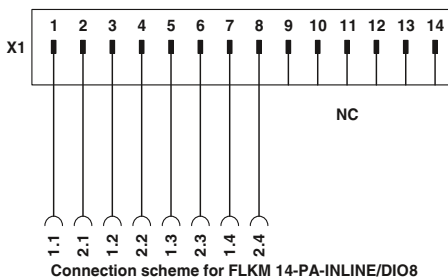 1 2 3 4 5 6 7 8 9 10 11 12 13 14
X1
NC
1.1 2.1 1.2 2.2 1.3 2.3 1.4 2.4
Connection scheme for FLKM 14-PA-INLINE/DIO8